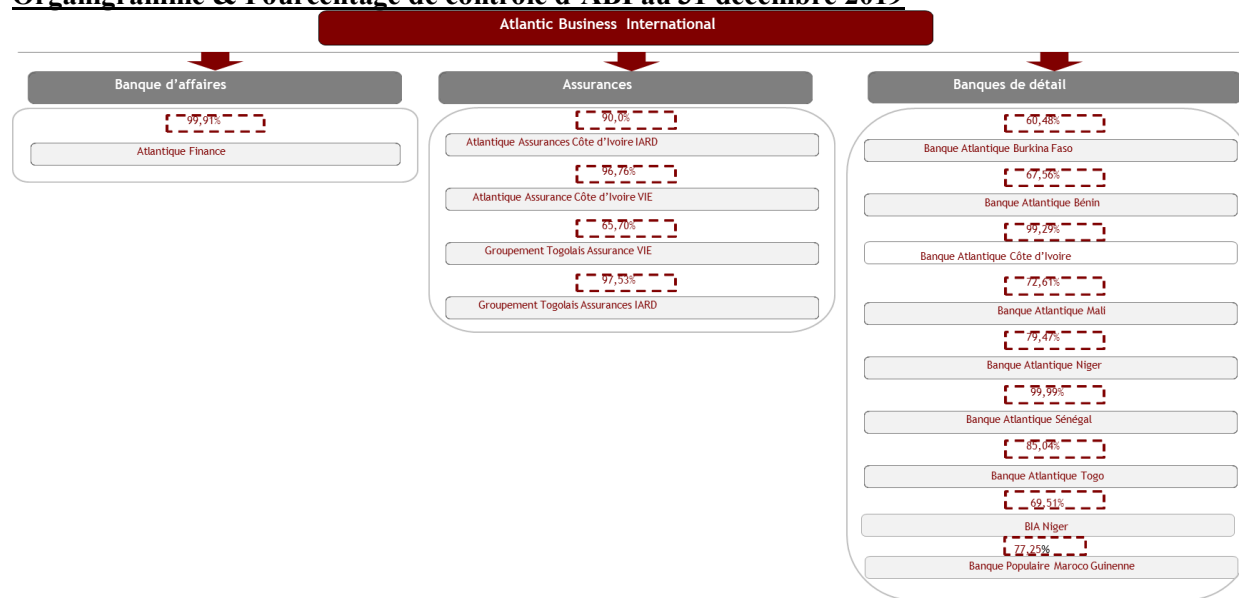 Organigramme & Pourcentage de contrôle d'ABI au 31 décembre 2019
Atlantic Business International
Banque d'affaires
99,91%
Atlantique Finance
Assurances
90,0%
Atlantique Assurances Côte d'Ivoire IARD
96,76%
Atlantique Assurance Côte d'Ivoire VIE
65,70%
Groupement Togolais Assurance VIE
97,53%
Groupement Togolais Assurances IARD
Banques de détail
60,48%
Banque Atlantique Burkina Faso
67,56%
Banque Atlantique Bénin
99,29%
Banque Atlantique Côte d'Ivoire
72,61%
Banque Atlantique Mali
79,47%
Banque Atlantique Niger
99,99%
Banque Atlantique Sénégal
85,04%
Banque Atlantique Togo
69,51%
BIA Niger
77,25%
Banque Populaire Maroco Guinenne